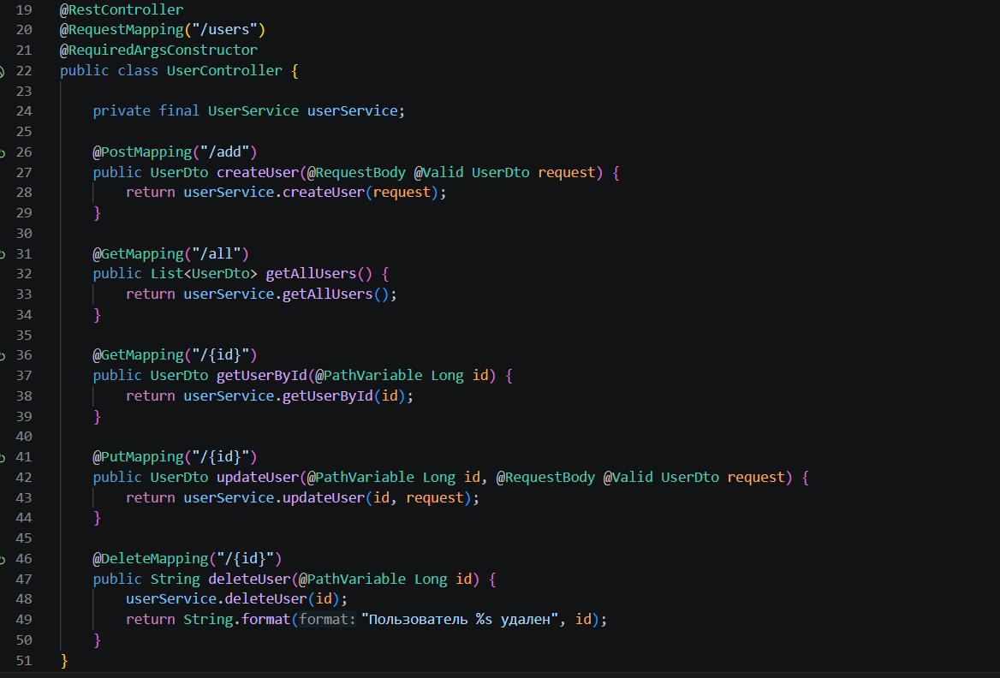 19 @RestController
20 @RequestMapping("/users")
21 @RequiredArgsConstructor
22 public class UserController {
23
24 private final UserService userService;
25
26 @PostMapping("/add")
27 public UserDto createUser(@RequestBody @Valid UserDto request) {
28 return userService.createUser(request);
29 }
30
31 @GetMapping("/all")
32 public List<UserDto> getAllUsers() {
33 return userService.getAllUsers();
34 }
35
36 @GetMapping("/{id}")
37 public UserDto getUserById(@PathVariable Long id) {
38 return userService.getUserById(id);
39 }
40
41 @PutMapping("/{id}")
42 public UserDto updateUser(@PathVariable Long id, @RequestBody @Valid UserDto request) {
43 return userService.updateUser(id, request);
44 }
45
46 @DeleteMapping("/{id}")
47 public String deleteUser(@PathVariable Long id) {
48 userService.deleteUser(id);
49 return String.format(format: "Пользователь %s удален", id);
50 }
51 }